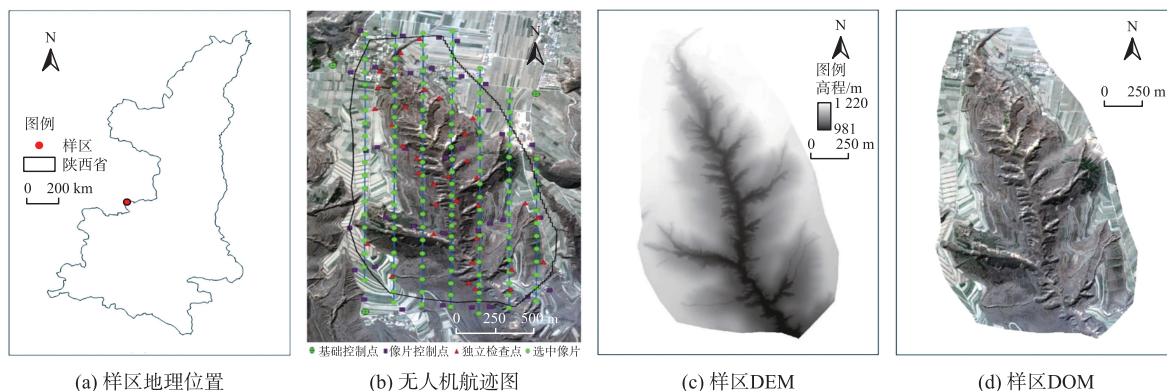 N
图例
样区
陕西省
0 200 km
(a) 样区地理位置
N
0 250 500 m
基础控制点 像片控制点 独立检查点 选中像片
(b) 无人机航迹图
N
图例
高程/m
1 220
981
0 250 m
(c) 样区DEM
N
0 250 m
(d) 样区DOM